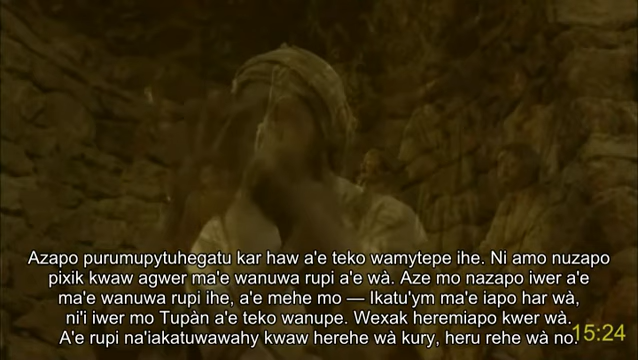 Azapo purumupytuhegatu kar haw a'e teko wamytepe ihe. Ni amo nuzapo
pixik kwaw agwer ma'e wanuwa rupi a'e wà. Aze mo nazapo iwer a'e
ma'e wanuwa rupi ihe, a'e mehe mo — Ikatu'ym ma'e iapo har wà,
ni'i iwer mo Tupàn a'e teko wanupe. Wexak heremiapo kwer wà.
A'e rupi na'iakatuwawahy kwaw herehe wà kury, heru rehe wà no.
15:24